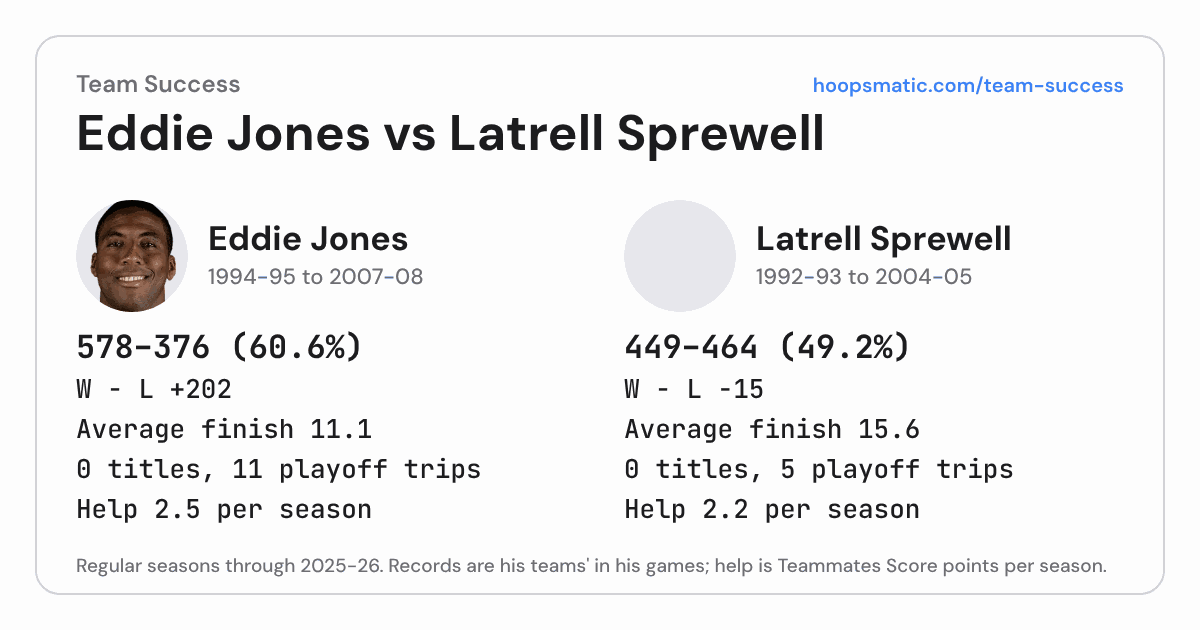 Team Success
hoopsmatic.com/team-success
Eddie Jones vs Latrell Sprewell
Eddie Jones
1994–95 to 2007–08
578–376 (60.6%)
W - L +202
Average finish 11.1
0 titles, 11 playoff trips
Help 2.5 per season
Latrell Sprewell
1992–93 to 2004–05
449–464 (49.2%)
W - L -15
Average finish 15.6
0 titles, 5 playoff trips
Help 2.2 per season
Regular seasons through 2025-26. Records are his teams' in his games; help is Teammates Score points per season.